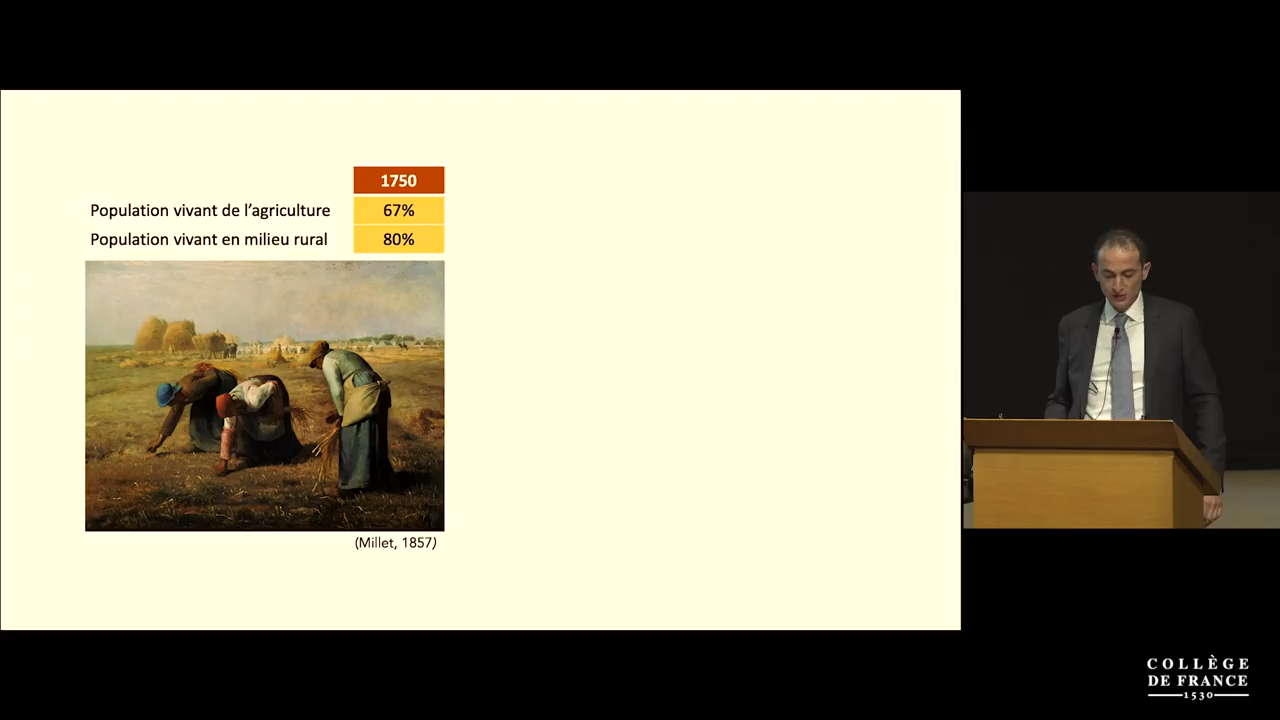 1750
Population vivant de l'agriculture 67%
Population vivant en milieu rural 80%
(Millet, 1857)
COLLÈGE
DE FRANCE
1530